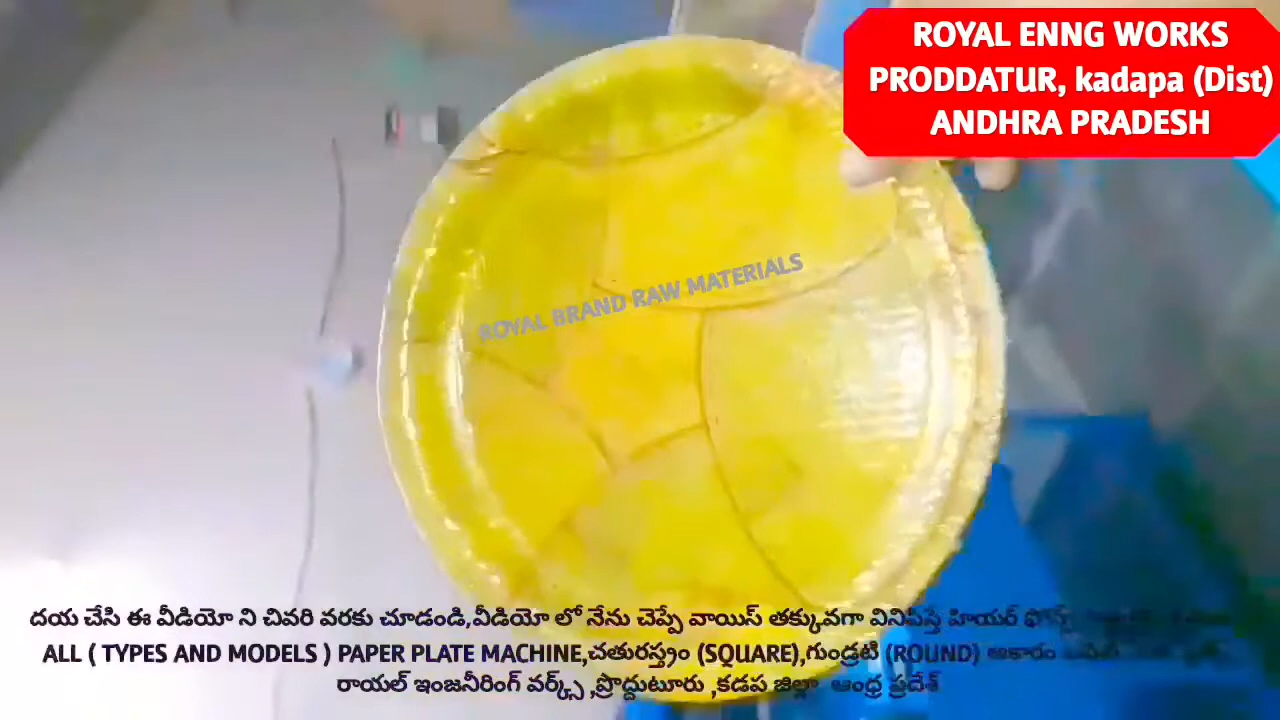 ROYAL ENNG WORKS
PRODDATUR, kadapa (Dist)
ANDHRA PRADESH
ROYAL BRAND RAW MATERIALS
దయ చేసి ఈ వీడియో ని చివరి వరకు చూడండి,వీడియో లో నేను చెప్పే వాయిస్ తక్కువగా వినిపిస్తే హియర్ ఫోన్స్
ALL ( TYPES AND MODELS ) PAPER PLATE MACHINE,చతురస్త్రం (SQUARE),గుండ్రటి (ROUND) ఆకారం
రాయల్ ఇంజనీరింగ్ వర్క్స్ ,ప్రొద్దుటూరు ,కడప జిల్లా ఆంధ్ర ప్రదేశ్